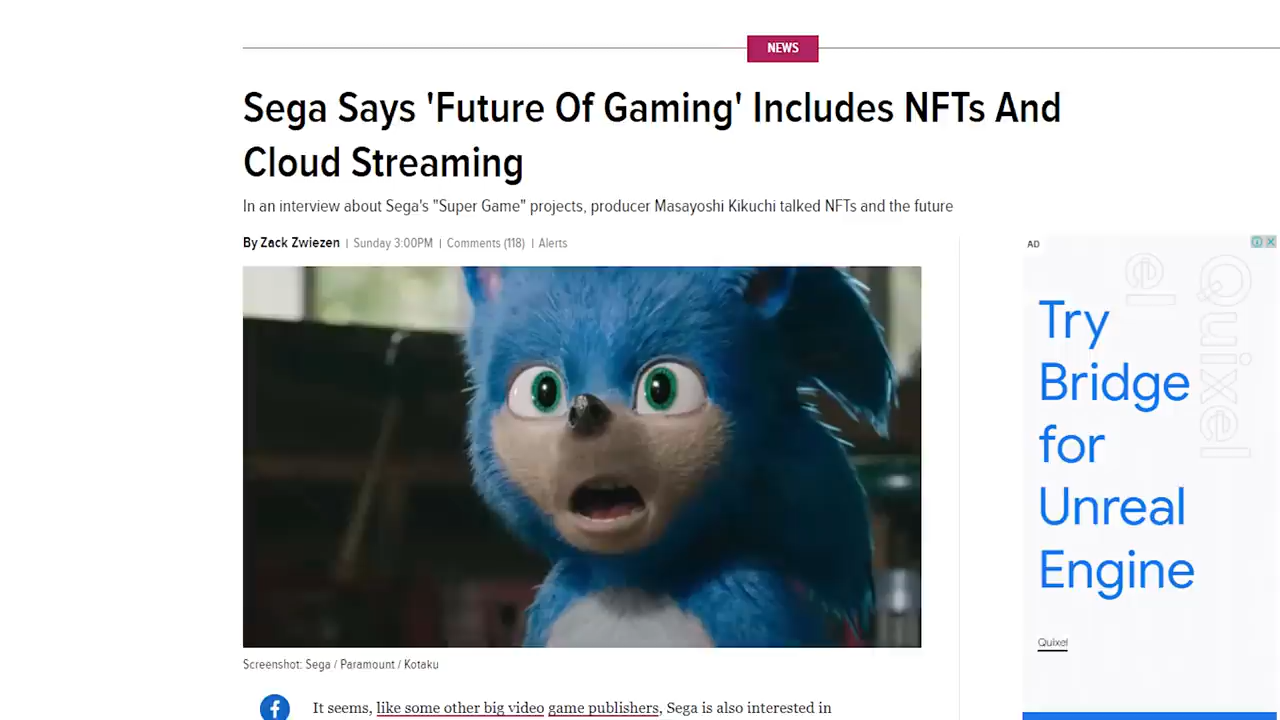 NEWS
Sega Says 'Future Of Gaming' Includes NFTs And
Cloud Streaming
In an interview about Sega's "Super Game" projects, producer Masayoshi Kikuchi talked NFTs and the future
By Zack Zwiezen | Sunday 3:00PM | Comments (118) | Alerts
AD
Quixel
el
Try
Bridge
for
Unreal
Engine
Quixel
Screenshot: Sega / Paramount / Kotaku
It seems, like some other big video game publishers, Sega is also interested in